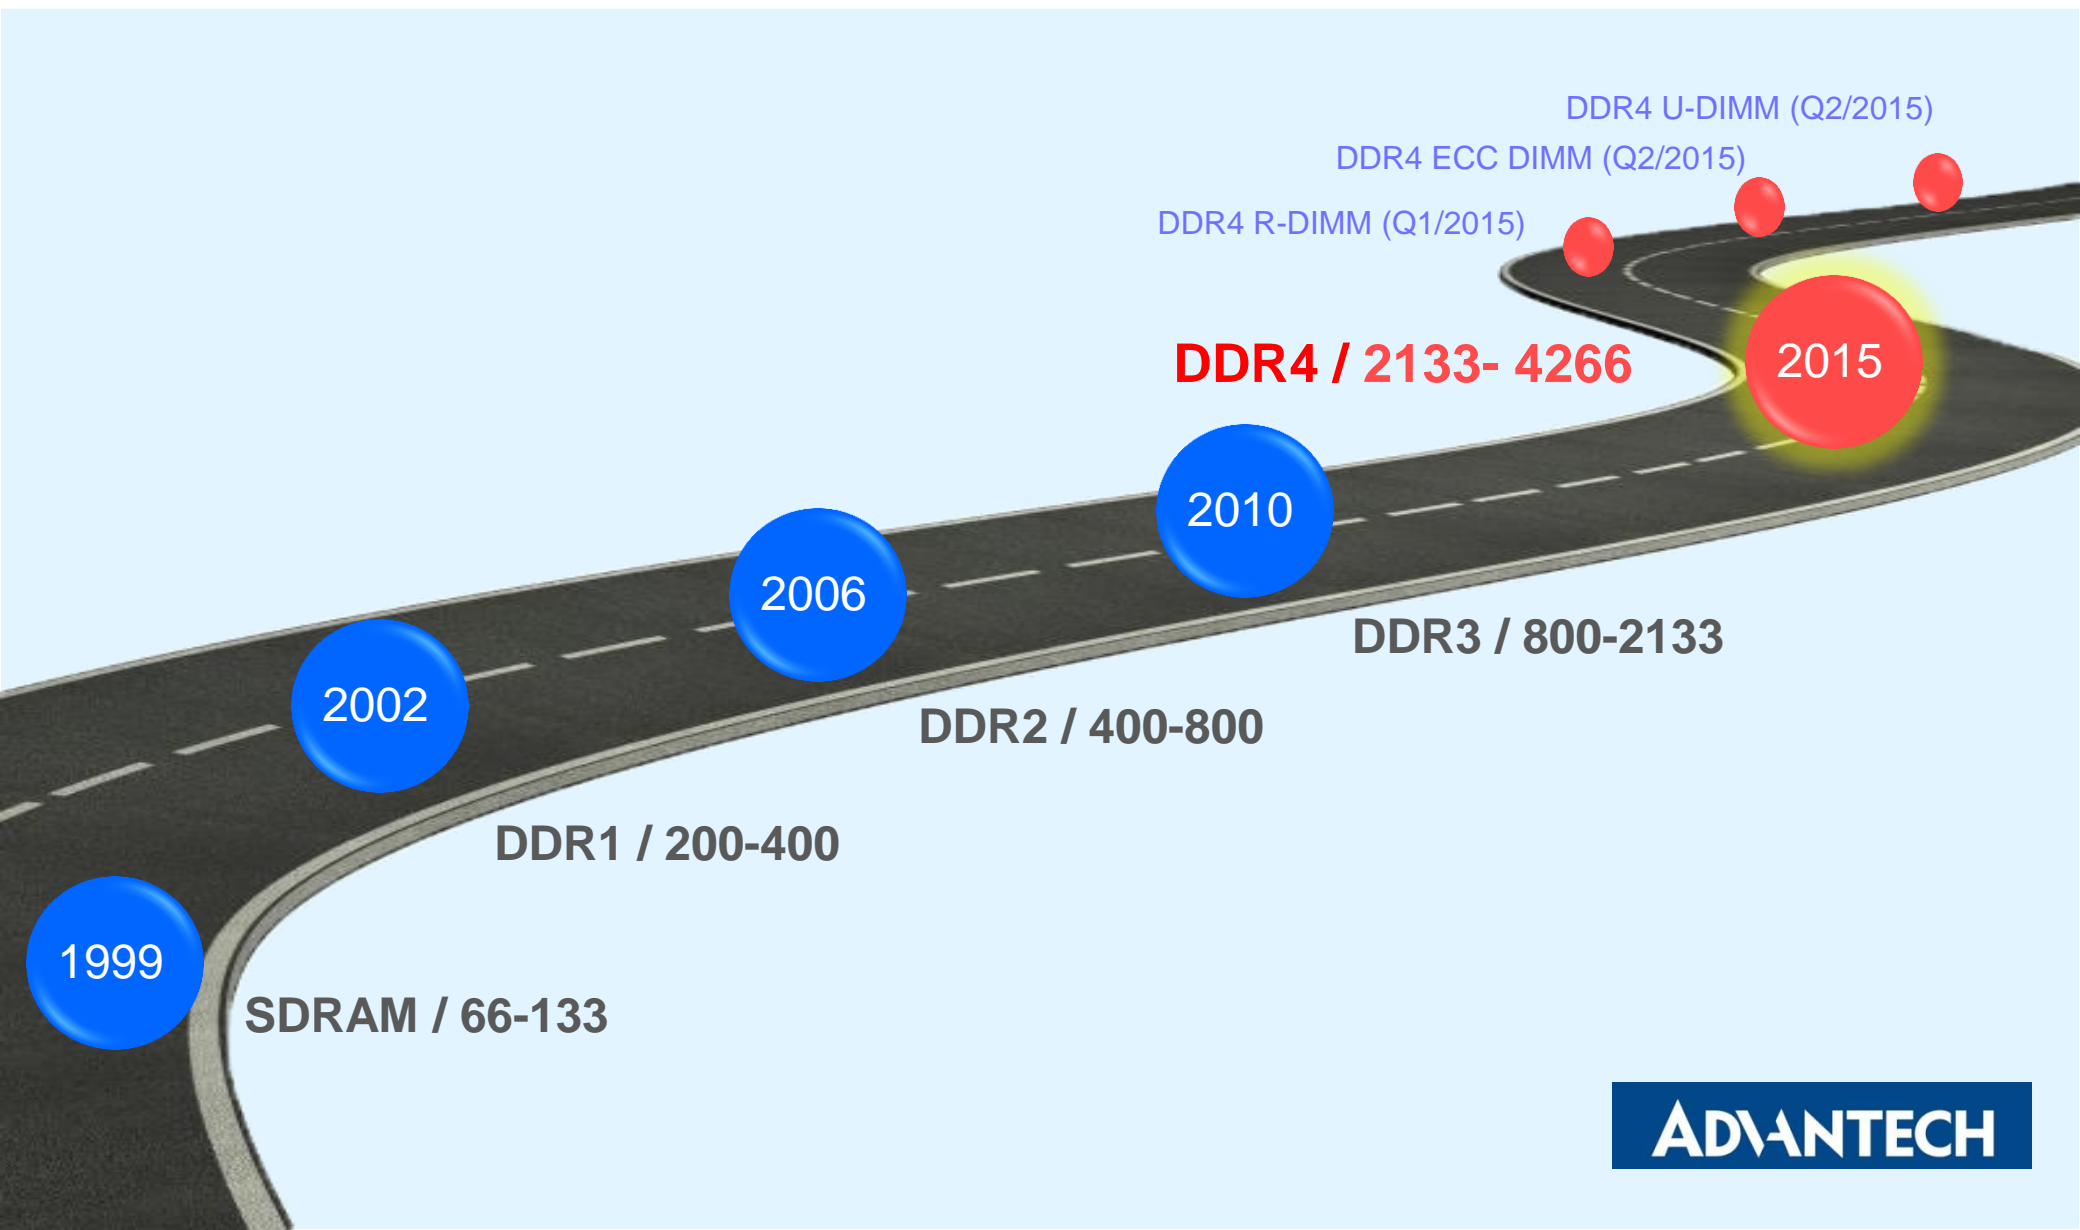 DDR4 U-DIMM (Q2/2015)
DDR4 ECC DIMM (Q2/2015)
DDR4 R-DIMM (Q1/2015)
DDR4 / 2133- 4266
2015
2010
2006
DDR3 / 800-2133
2002
DDR2 / 400-800
DDR1 / 200-400
1999
SDRAM / 66-133
ADVANTECH